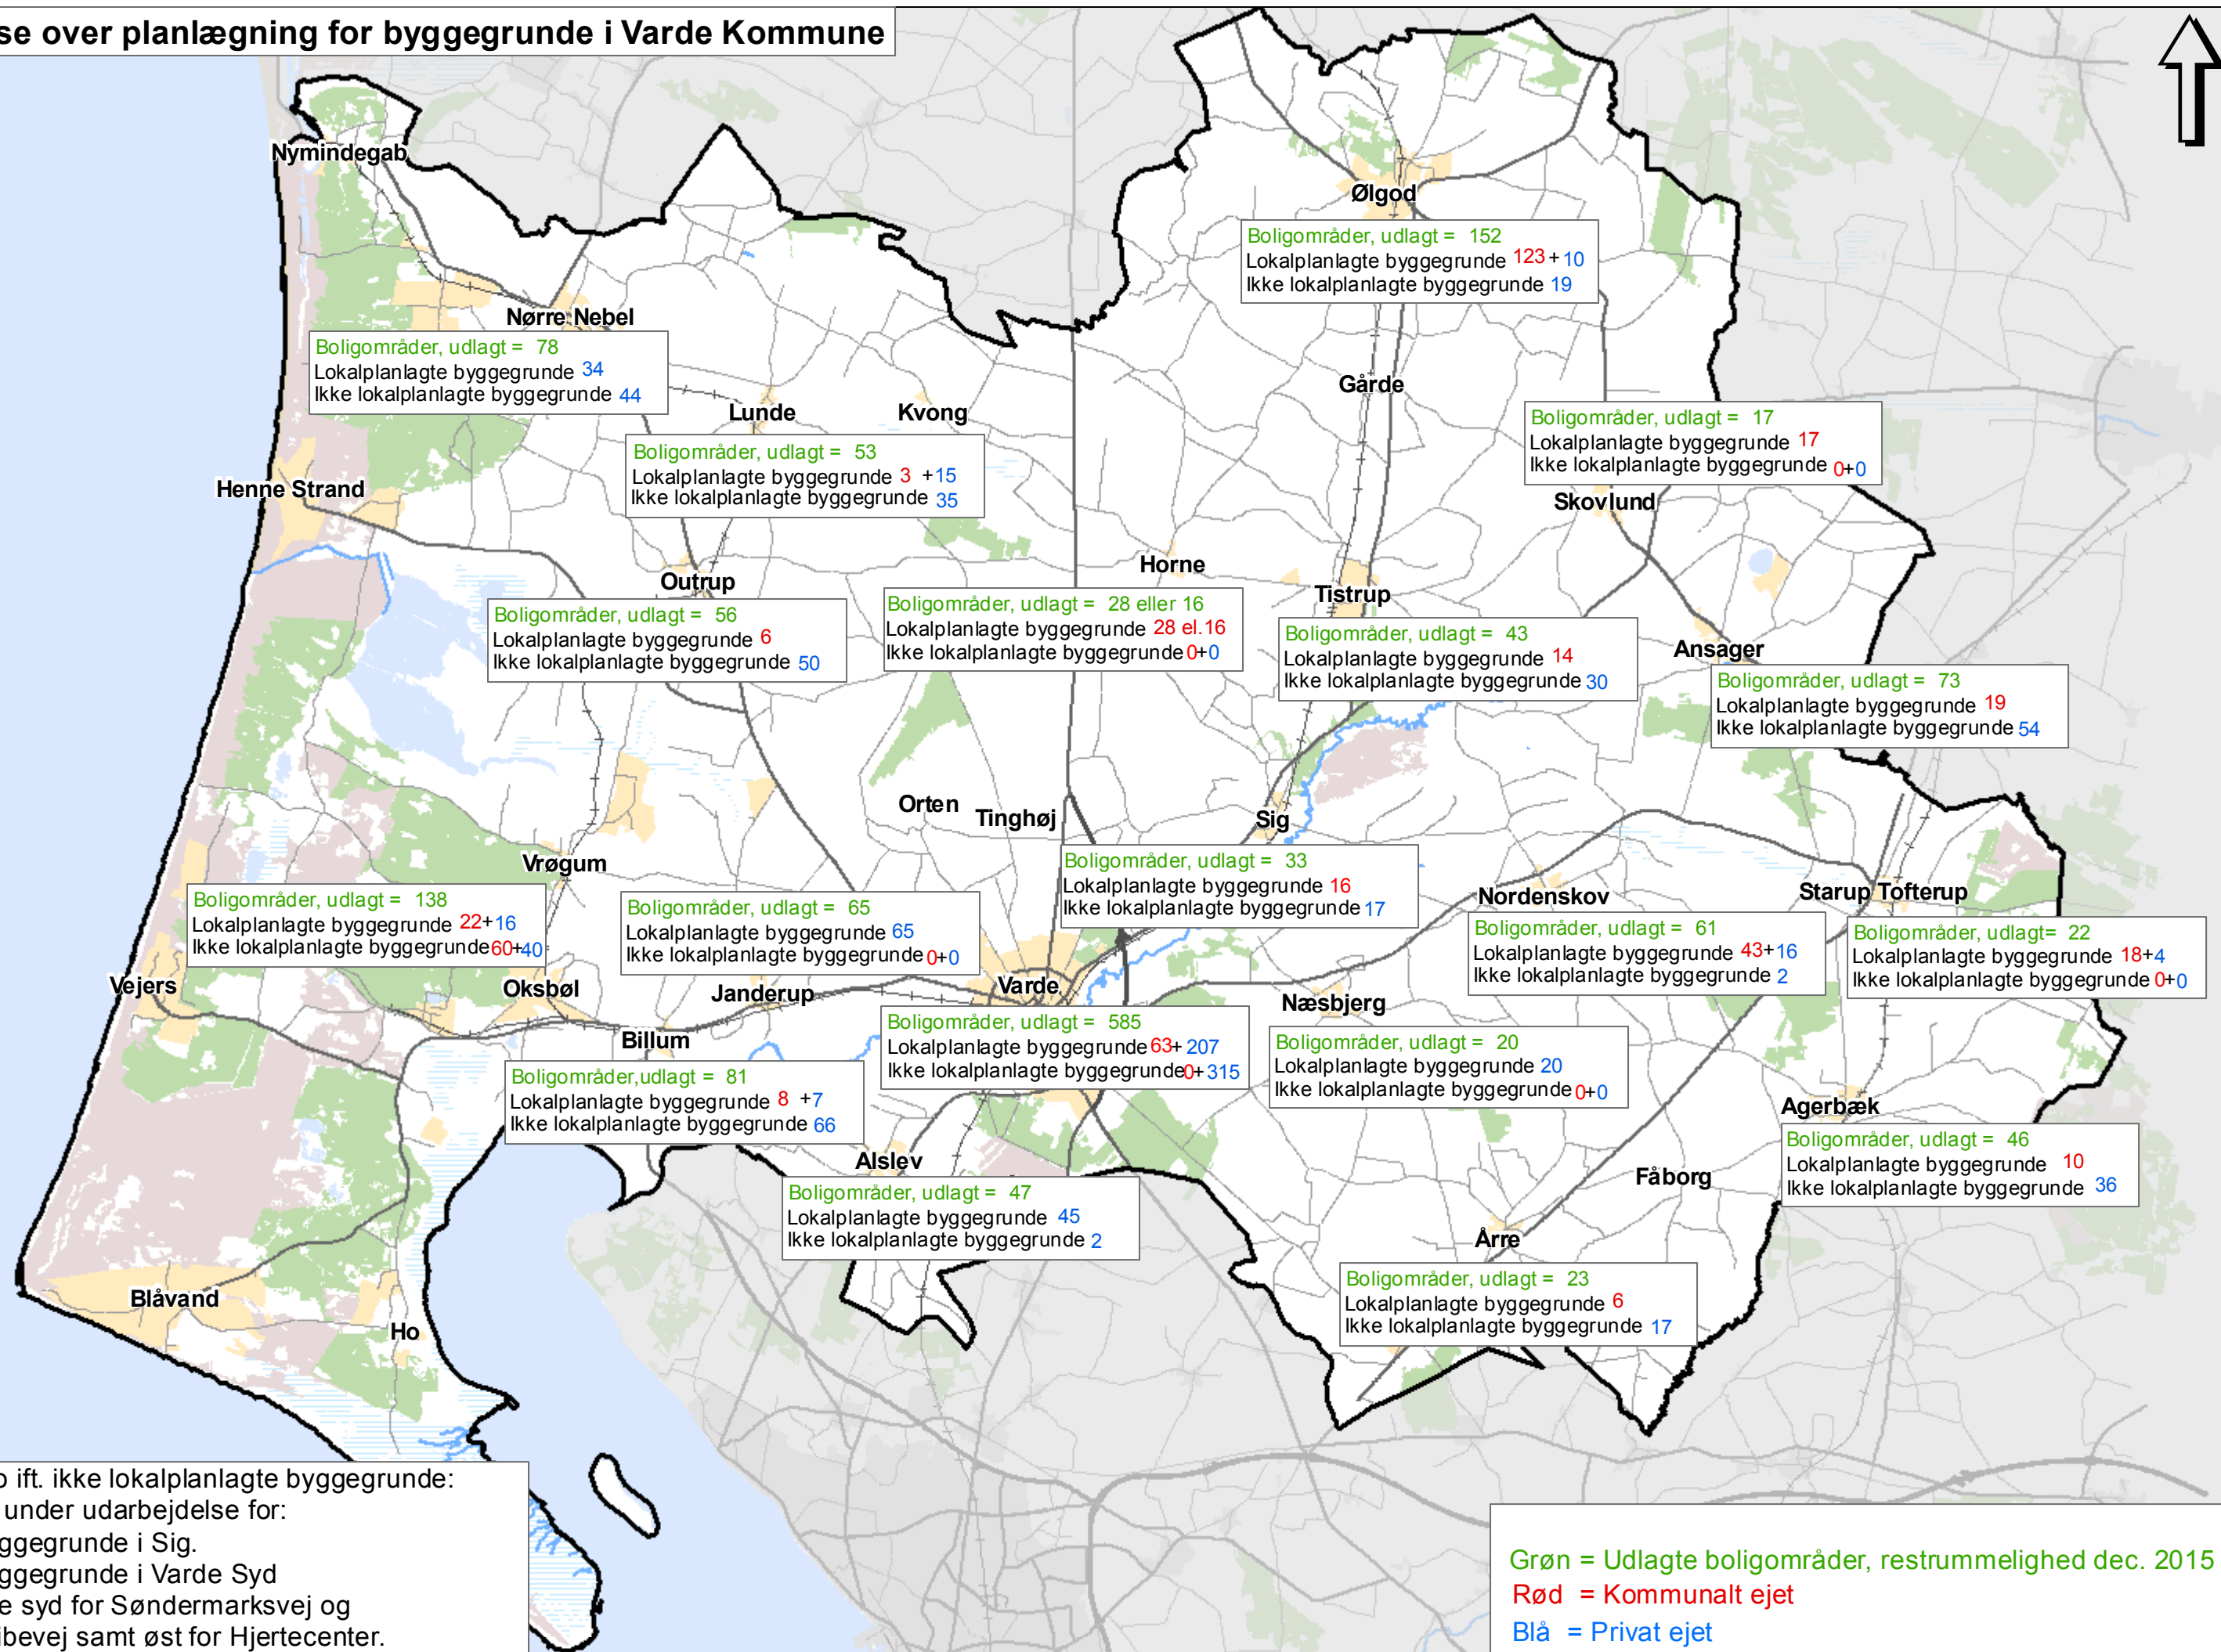 se over planlægning for byggegrunde i Varde Kommune
Nymindegab
Ølgod
Boligområder, udlagt = 152
Lokalplanlagte byggegrunde 123 + 10
Ikke lokalplanlagte byggegrunde 19
Nørre Nebel
Boligområder, udlagt = 78
Lokalplanlagte byggegrunde 34
Ikke lokalplanlagte byggegrunde 44
Gårde
Lunde
Kvong
Boligområder, udlagt = 53
Lokalplanlagte byggegrunde 3 +15
Ikke lokalplanlagte byggegrunde 35
Boligområder, udlagt = 17
Lokalplanlagte byggegrunde 17
Ikke lokalplanlagte byggegrunde 0+0
Skovlund
Henne Strand
Outrup
Boligområder, udlagt = 56
Lokalplanlagte byggegrunde 6
Ikke lokalplanlagte byggegrunde 50
Horne
Boligområder, udlagt = 28 eller 16
Lokalplanlagte byggegrunde 28 el.16
Ikke lokalplanlagte byggegrunde 0+0
Tistrup
Boligområder, udlagt = 43
Lokalplanlagte byggegrunde 14
Ikke lokalplanlagte byggegrunde 30
Ansager
Boligområder, udlagt = 73
Lokalplanlagte byggegrunde 19
Ikke lokalplanlagte byggegrunde 54
Orten
Tinghøj
Sig
Boligområder, udlagt = 33
Lokalplanlagte byggegrunde 16
Ikke lokalplanlagte byggegrunde 17
Vrøgum
Boligområder, udlagt = 138
Lokalplanlagte byggegrunde 22+16
Ikke lokalplanlagte byggegrunde 60+40
Boligområder, udlagt = 65
Lokalplanlagte byggegrunde 65
Ikke lokalplanlagte byggegrunde 0+0
Nordenskov
Boligområder, udlagt = 61
Lokalplanlagte byggegrunde 43+16
Ikke lokalplanlagte byggegrunde 2
Starup Tofterup
Boligområder, udlagt= 22
Lokalplanlagte byggegrunde 18+4
Ikke lokalplanlagte byggegrunde 0+0
Vejers
Oksbøl
Janderup
Varde
Boligområder, udlagt = 585
Lokalplanlagte byggegrunde 63+ 207
Ikke lokalplanlagte byggegrunde0+ 315
Næsbjerg
Boligområder, udlagt = 20
Lokalplanlagte byggegrunde 20
Ikke lokalplanlagte byggegrunde 0+0
Billum
Boligområder,udlagt = 81
Lokalplanlagte byggegrunde 8 +7
Ikke lokalplanlagte byggegrunde 66
Agerbæk
Boligområder, udlagt = 46
Lokalplanlagte byggegrunde 10
Ikke lokalplanlagte byggegrunde 36
Alslev
Boligområder, udlagt = 47
Lokalplanlagte byggegrunde 45
Ikke lokalplanlagte byggegrunde 2
Fåborg
Årre
Boligområder, udlagt = 23
Lokalplanlagte byggegrunde 6
Ikke lokalplanlagte byggegrunde 17
Blåvand
Ho
o ift. ikke lokalplanlagte byggegrunde:
under udarbejdelse for:
ggegrunde i Sig.
ggegrunde i Varde Syd
e syd for Søndermarksvej og
ibevej samt øst for Hjertecenter.
Grøn = Udlagte boligområder, restrummelighed dec. 2015
Rød = Kommunalt ejet
Blå = Privat ejet